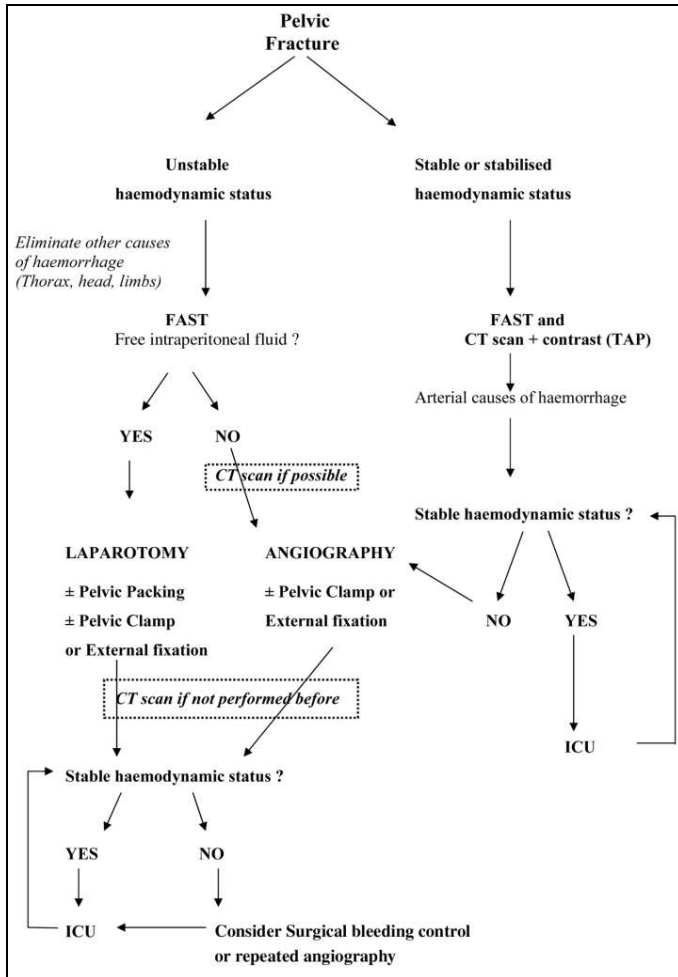 Pelvic
Fracture
Unstable
haemodynamic status
Stable or stabilised
haemodynamic status
Eliminate other causes
of haemorrhage
(Thorax, head, limbs)
FAST
Free intraperitoneal fluid ?
FAST and
CT scan + contrast (TAP)
Arterial causes of haemorrhage
YES
NO
CT scan if possible
Stable haemodynamic status ?
LAPAROTOMY
± Pelvic Packing
± Pelvic Clamp
or External fixation
ANGIOGRAPHY
± Pelvic Clamp or
External fixation
NO
YES
ICU
CT scan if not performed before
Stable haemodynamic status ?
YES
NO
ICU
Consider Surgical bleeding control
or repeated angiography